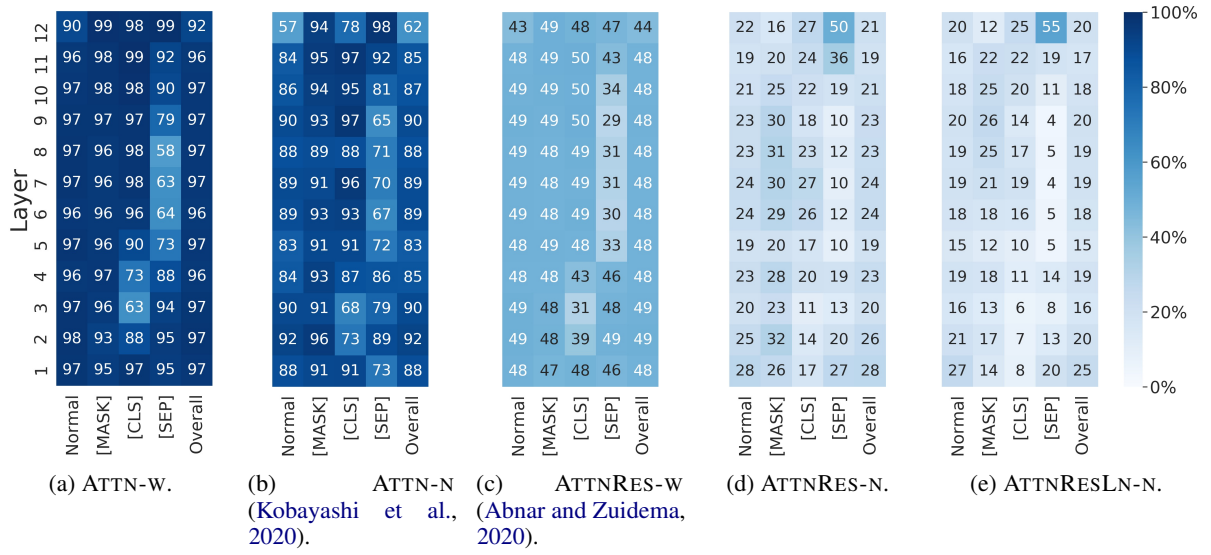 12 90 99 98 99 92 57 94 78 98 62 43 49 48 47 44 22 16 27 50 21 20 12 25 55 20 100%
11 96 98 99 92 96 84 95 97 92 85 48 49 50 43 48 19 20 24 36 19 16 22 22 19 17
10 97 98 98 90 97 86 94 95 81 87 49 49 50 34 48 21 25 22 19 21 18 25 20 11 18 80%
9 97 97 97 79 97 90 93 97 65 90 49 49 50 29 48 23 30 18 10 23 20 26 14 4 20
8 97 96 98 58 97 88 89 88 71 88 49 48 49 31 48 23 31 23 12 23 19 25 17 5 19 60%
7 97 96 98 63 97 89 91 96 70 89 48 49 49 31 48 24 30 27 10 24 19 21 19 4 19
Layer
6 96 96 96 64 96 89 93 93 67 89 49 48 49 30 48 24 29 26 12 24 18 18 16 5 18
5 97 96 90 73 97 83 91 91 72 83 48 49 48 33 48 19 20 17 10 19 15 12 10 5 15 40%
4 96 97 73 88 96 84 93 87 86 85 48 48 43 46 48 23 28 20 19 23 19 18 11 14 19
3 97 96 63 94 97 90 91 68 79 90 49 48 31 48 49 20 23 11 13 20 16 13 6 8 16 20%
2 98 93 88 95 97 92 96 73 89 92 49 48 39 49 49 25 32 14 20 26 21 17 7 13 20
1 97 95 97 95 97 88 91 91 73 88 48 47 48 46 48 28 26 17 27 28 27 14 8 20 25 0%
Normal [MASK] [CLS] [SEP] Overall Normal [MASK] [CLS] [SEP] Overall Normal [MASK] [CLS] [SEP] Overall Normal [MASK] [CLS] [SEP] Overall Normal [MASK] [CLS] [SEP] Overall
(a) ATTN-W.
(b) ATTN-N
(Kobayashi et al.,
2020).
(c) ATTNRES-W
(Abnar and Zuidema,
2020).
(d) ATTNRES-N.
(e) ATTNRESLN-N.